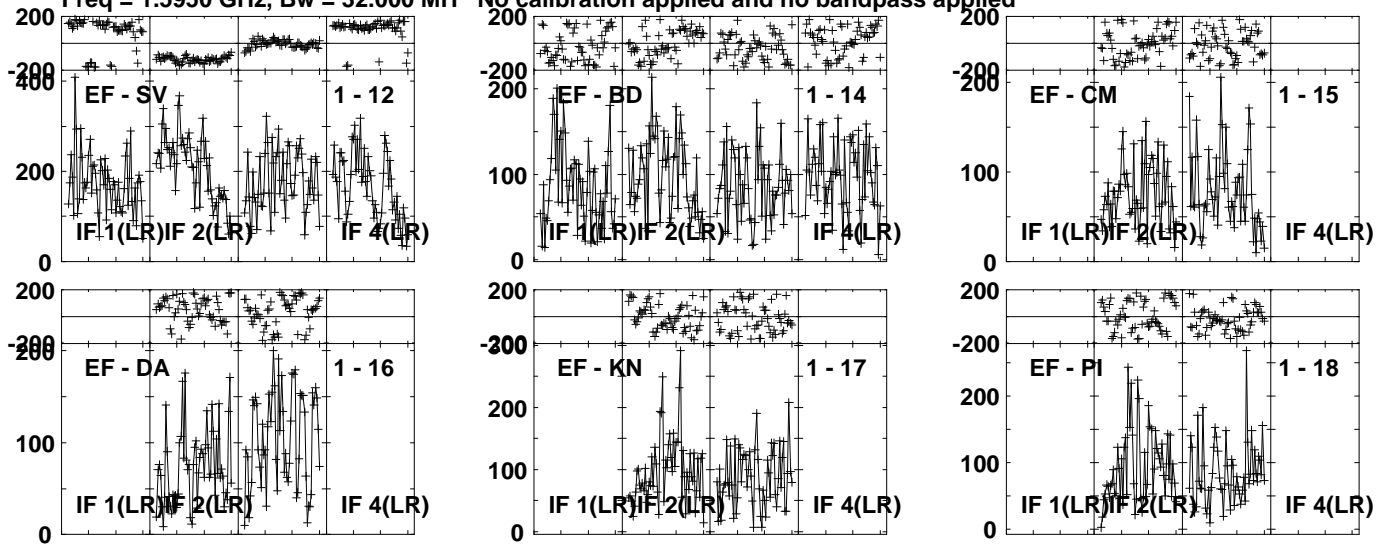 Freq = 1.5950 GHz, Bw = 32.000 MH No calibration applied and no bandpass applied
200
-200
400
200
0
EF - SV
1 - 12
IF 1(LR)
IF 2(LR)
IF 4(LR)
200
-200
200
100
0
EF - BD
1 - 14
IF 1(LR)
IF 2(LR)
IF 4(LR)
200
-200
200
100
0
EF - CM
1 - 15
IF 1(LR)
IF 2(LR)
IF 4(LR)
200
-200
200
100
0
EF - DA
1 - 16
IF 1(LR)
IF 2(LR)
IF 4(LR)
200
-200
300
200
100
0
EF - KN
1 - 17
IF 1(LR)
IF 2(LR)
IF 4(LR)
200
-200
200
100
0
EF - PI
1 - 18
IF 1(LR)
IF 2(LR)
IF 4(LR)